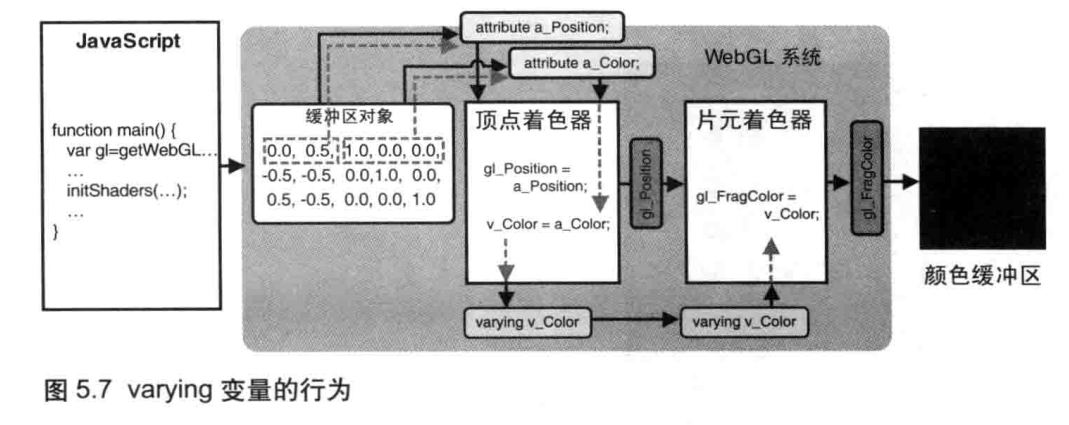 JavaScript
function main() {
var gl=getWebGL…
…
initShaders(…);
…
}
attribute a_Position;
attribute a_Color;
WebGL 系统
缓冲区对象
0.0, 0.5, 1.0, 0.0, 0.0,
-0.5, -0.5, 0.0,1.0, 0.0,
0.5, -0.5, 0.0, 0.0, 1.0
顶点着色器
gl_Position =
a_Position;
v_Color = a_Color;
gl_Position
片元着色器
gl_FragColor =
v_Color;
gl_FragColor
varying v_Color
varying v_Color
颜色缓冲区
图 5.7 varying 变量的行为